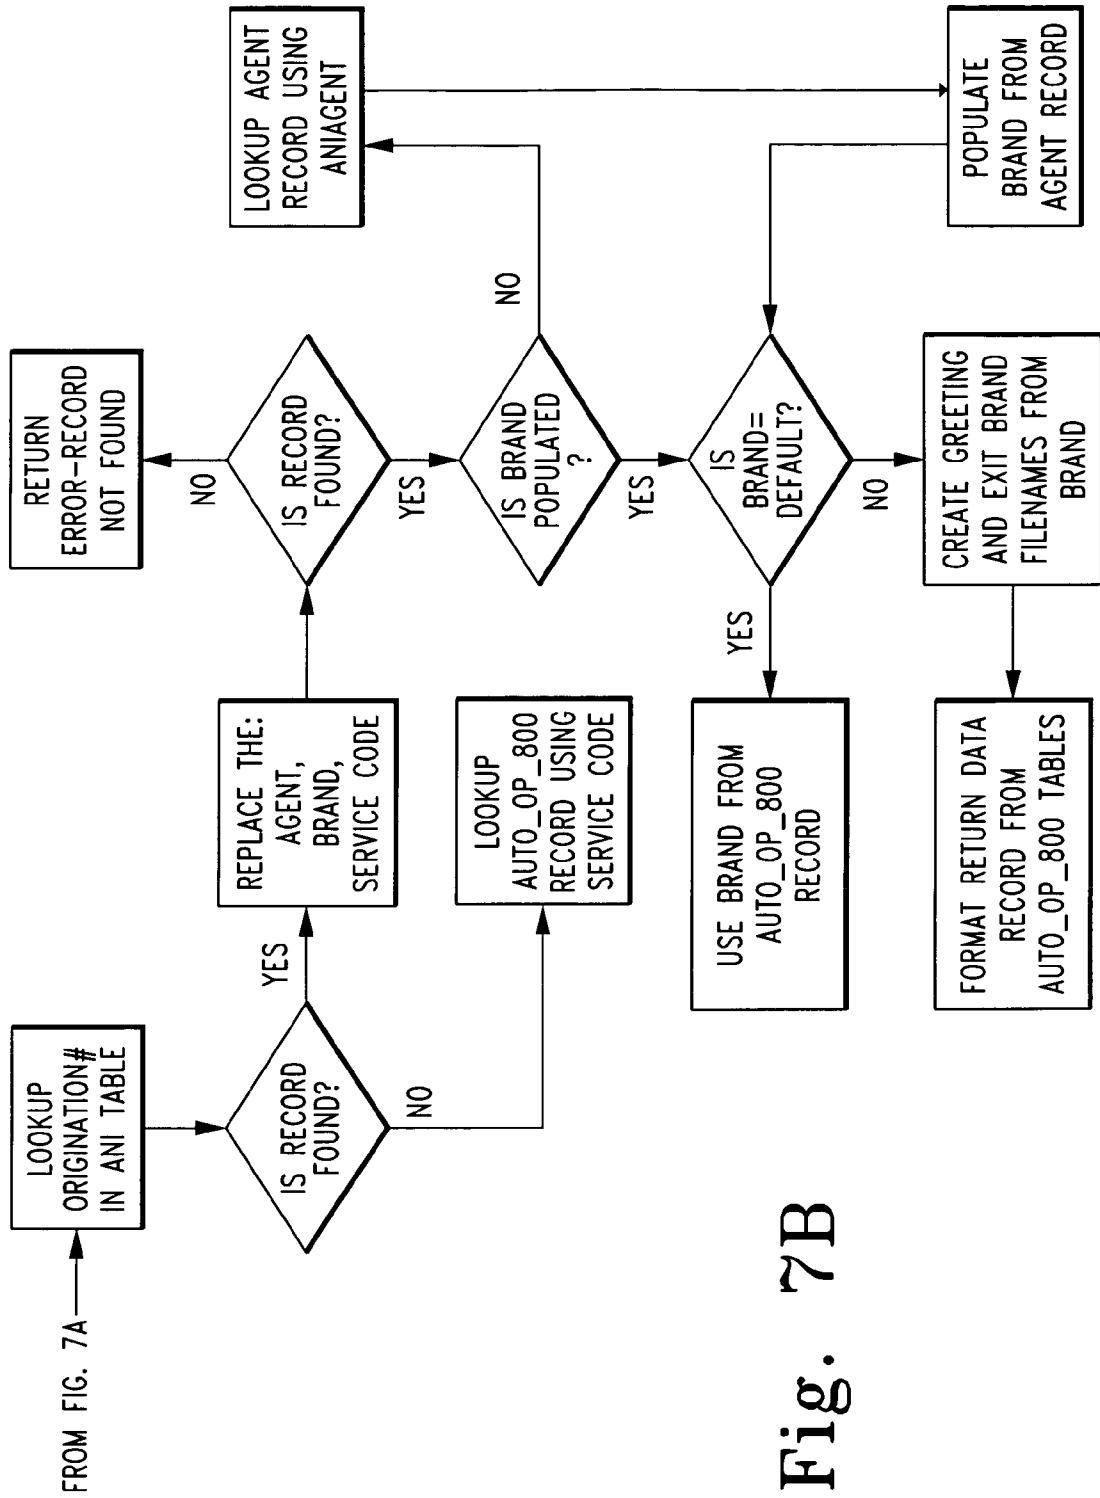 FROM FIG. 7A
LOOKUP
ORIGINATION#
IN ANI TABLE
IS RECORD
FOUND?
YES
NO
REPLACE THE:
AGENT,
BRAND,
SERVICE CODE
LOOKUP
AUTO_OP_800
RECORD USING
SERVICE CODE
IS RECORD
FOUND?
NO
YES
RETURN
ERROR-RECORD
NOT FOUND
IS BRAND
POPULATED
?
NO
YES
LOOKUP AGENT
RECORD USING
ANIAGENT
POPULATE
BRAND FROM
AGENT RECORD
IS
BRAND=
DEFAULT?
YES
NO
USE BRAND FROM
AUTO_OP_800
RECORD
CREATE GREETING
AND EXIT BRAND
FILENAMES FROM
BRAND
FORMAT RETURN DATA
RECORD FROM
AUTO_OP_800 TABLES
Fig. 7B